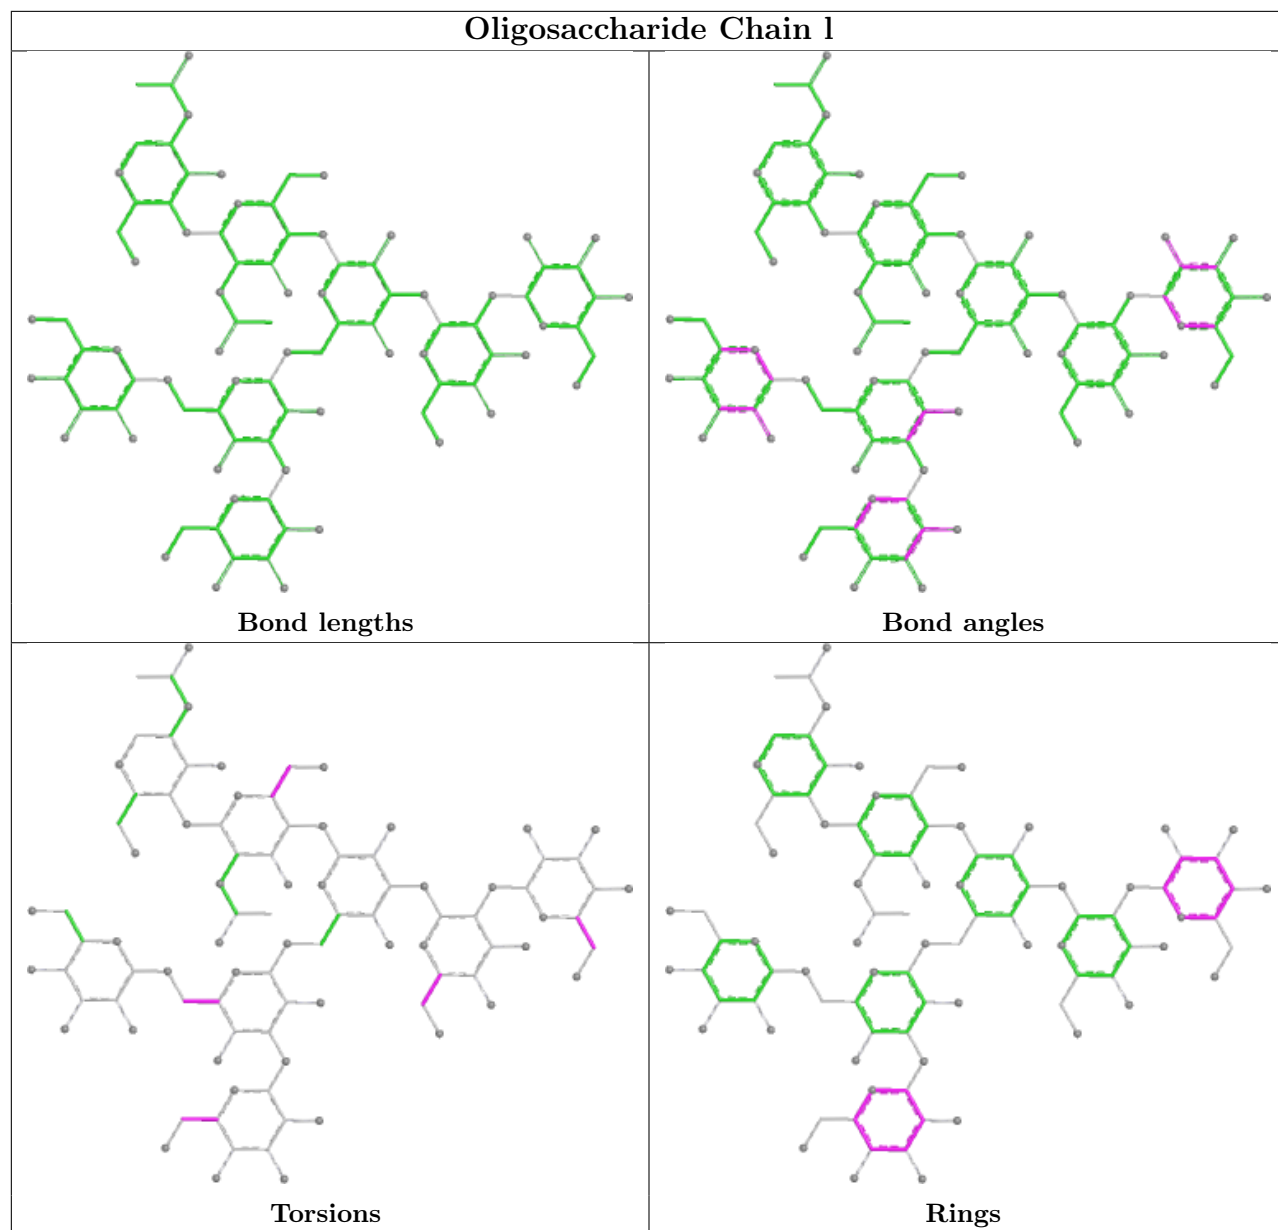 Oligosaccharide Chain l
Bond lengths
Bond angles
Torsions
Rings